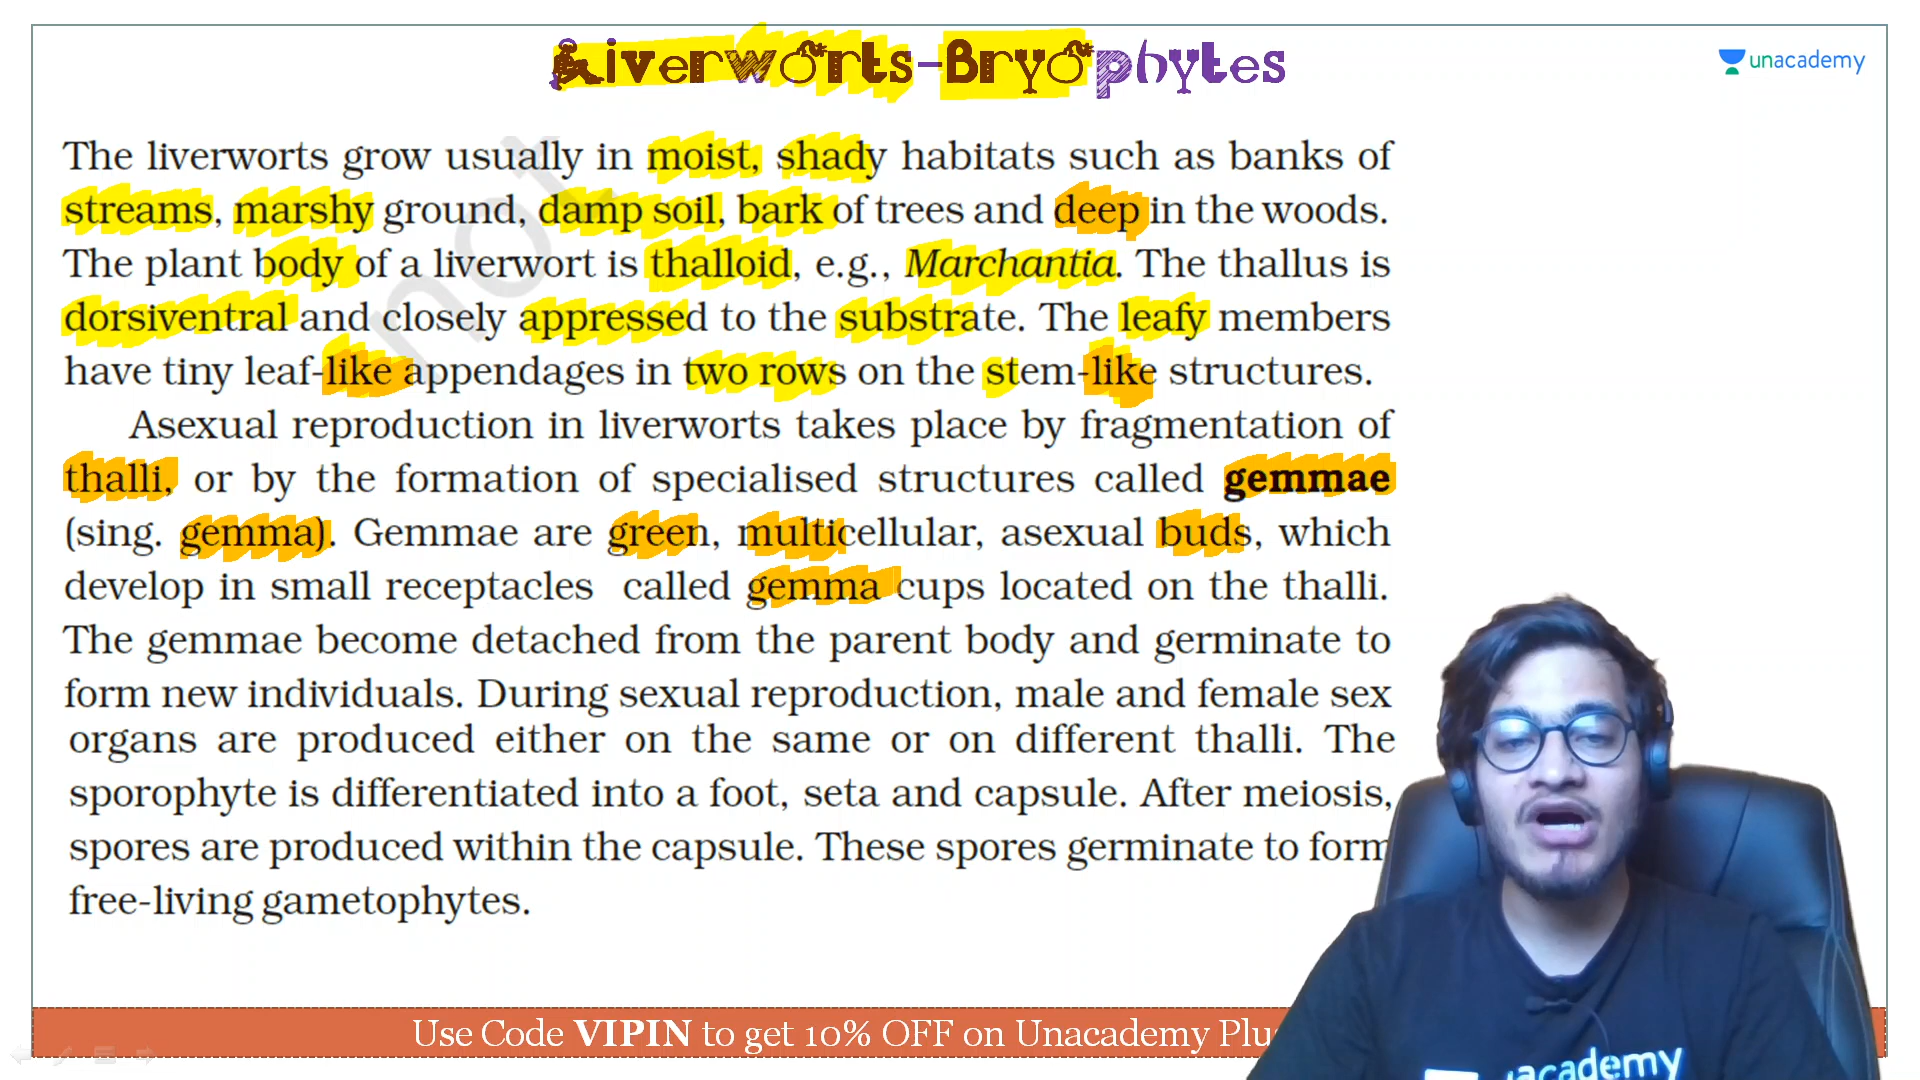 Liverworts-Bryophytes
unacademy
The liverworts grow usually in moist, shady habitats such as banks of
streams, marshy ground, damp soil, bark of trees and deep in the woods.
The plant body of a liverwort is thalloid, e.g., Marchantia. The thallus is
dorsiventral and closely appressed to the substrate. The leafy members
have tiny leaf-like appendages in two rows on the stem-like structures.
Asexual reproduction in liverworts takes place by fragmentation of
thalli, or by the formation of specialised structures called gemmae
(sing. gemma). Gemmae are green, multicellular, asexual buds, which
develop in small receptacles called gemma cups located on the thalli.
The gemmae become detached from the parent body and germinate to
form new individuals. During sexual reproduction, male and female sex
organs are produced either on the same or on different thalli. The
sporophyte is differentiated into a foot, seta and capsule. After meiosis,
spores are produced within the capsule. These spores germinate to form
free-living gametophytes.
not
Use Code VIPIN to get 10% OFF on Unacademy Plu
unacademy